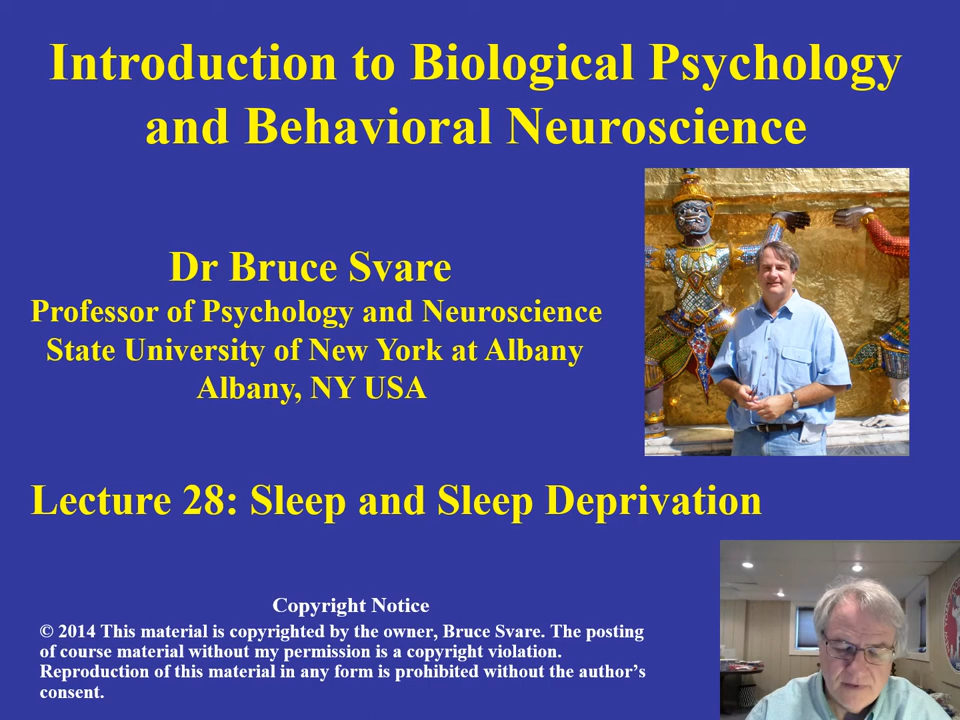 Introduction to Biological Psychology
and Behavioral Neuroscience
Dr Bruce Svare
Professor of Psychology and Neuroscience
State University of New York at Albany
Albany, NY USA
Lecture 28: Sleep and Sleep Deprivation
Copyright Notice
© 2014 This material is copyrighted by the owner, Bruce Svare. The posting
of course material without my permission is a copyright violation.
Reproduction of this material in any form is prohibited without the author’s
consent.